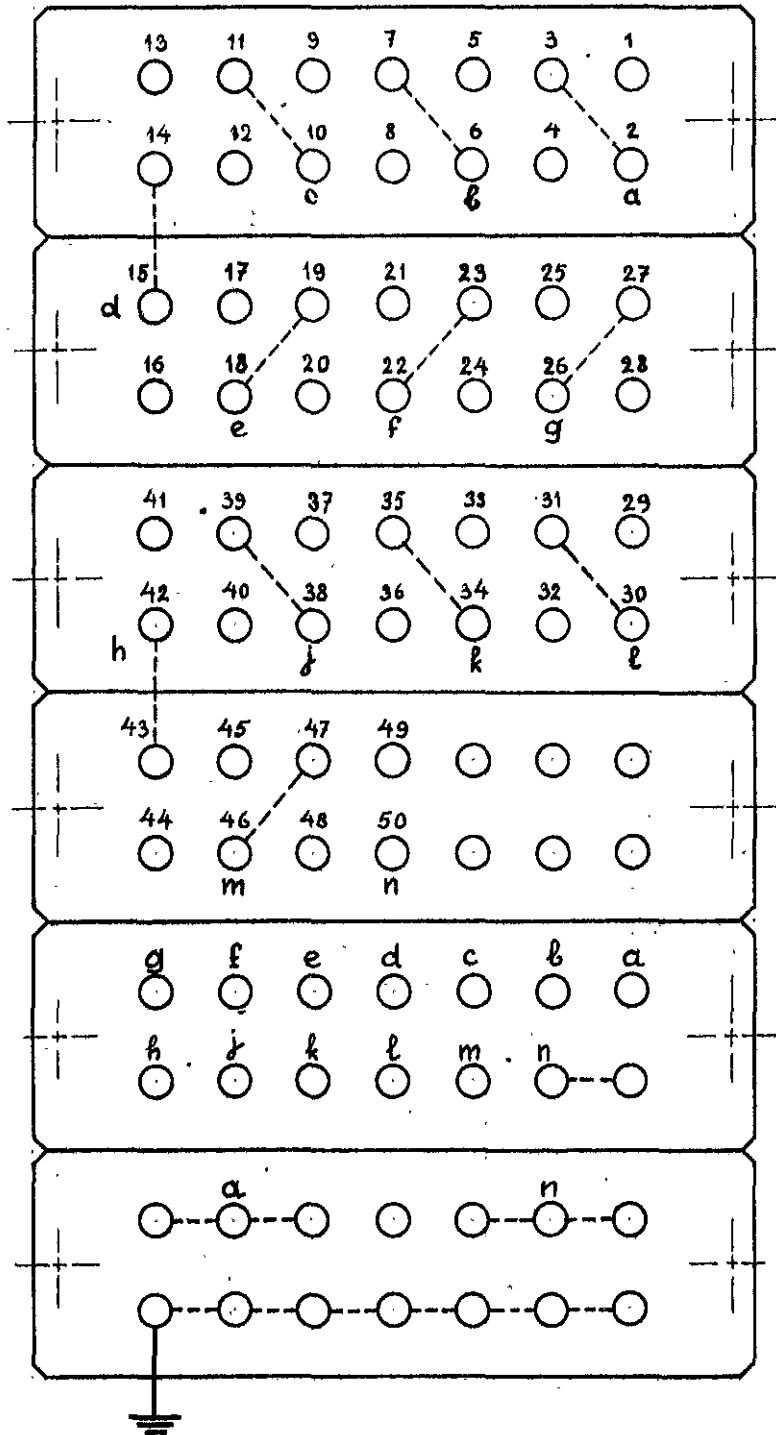 13 11 9 7 5 3 1
14 12 10 8 6 4 2
c b a
15 17 19 21 23 25 27
d
16 18 20 22 24 26 28
e f g
41 39 37 35 33 31 29
42 40 38 36 34 32 30
h j k l
43 45 47 49
44 46 48 50
m n
g f e d c b a
h j k l m n
a n